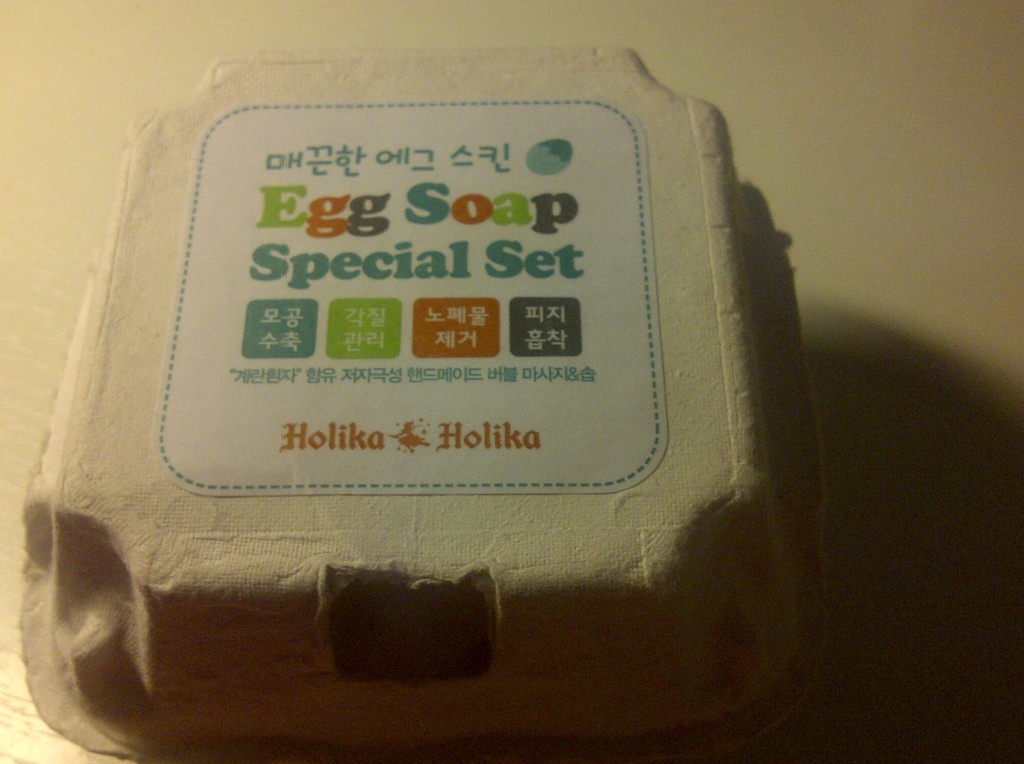 매끈한 에그 스킨
Egg Soap
Special Set
모공 수축
각질 관리
노폐물 제거
피지 흡착
"계란흰자" 함유 저자극성 핸드메이드 버블 마사지&솝
Holika Holika